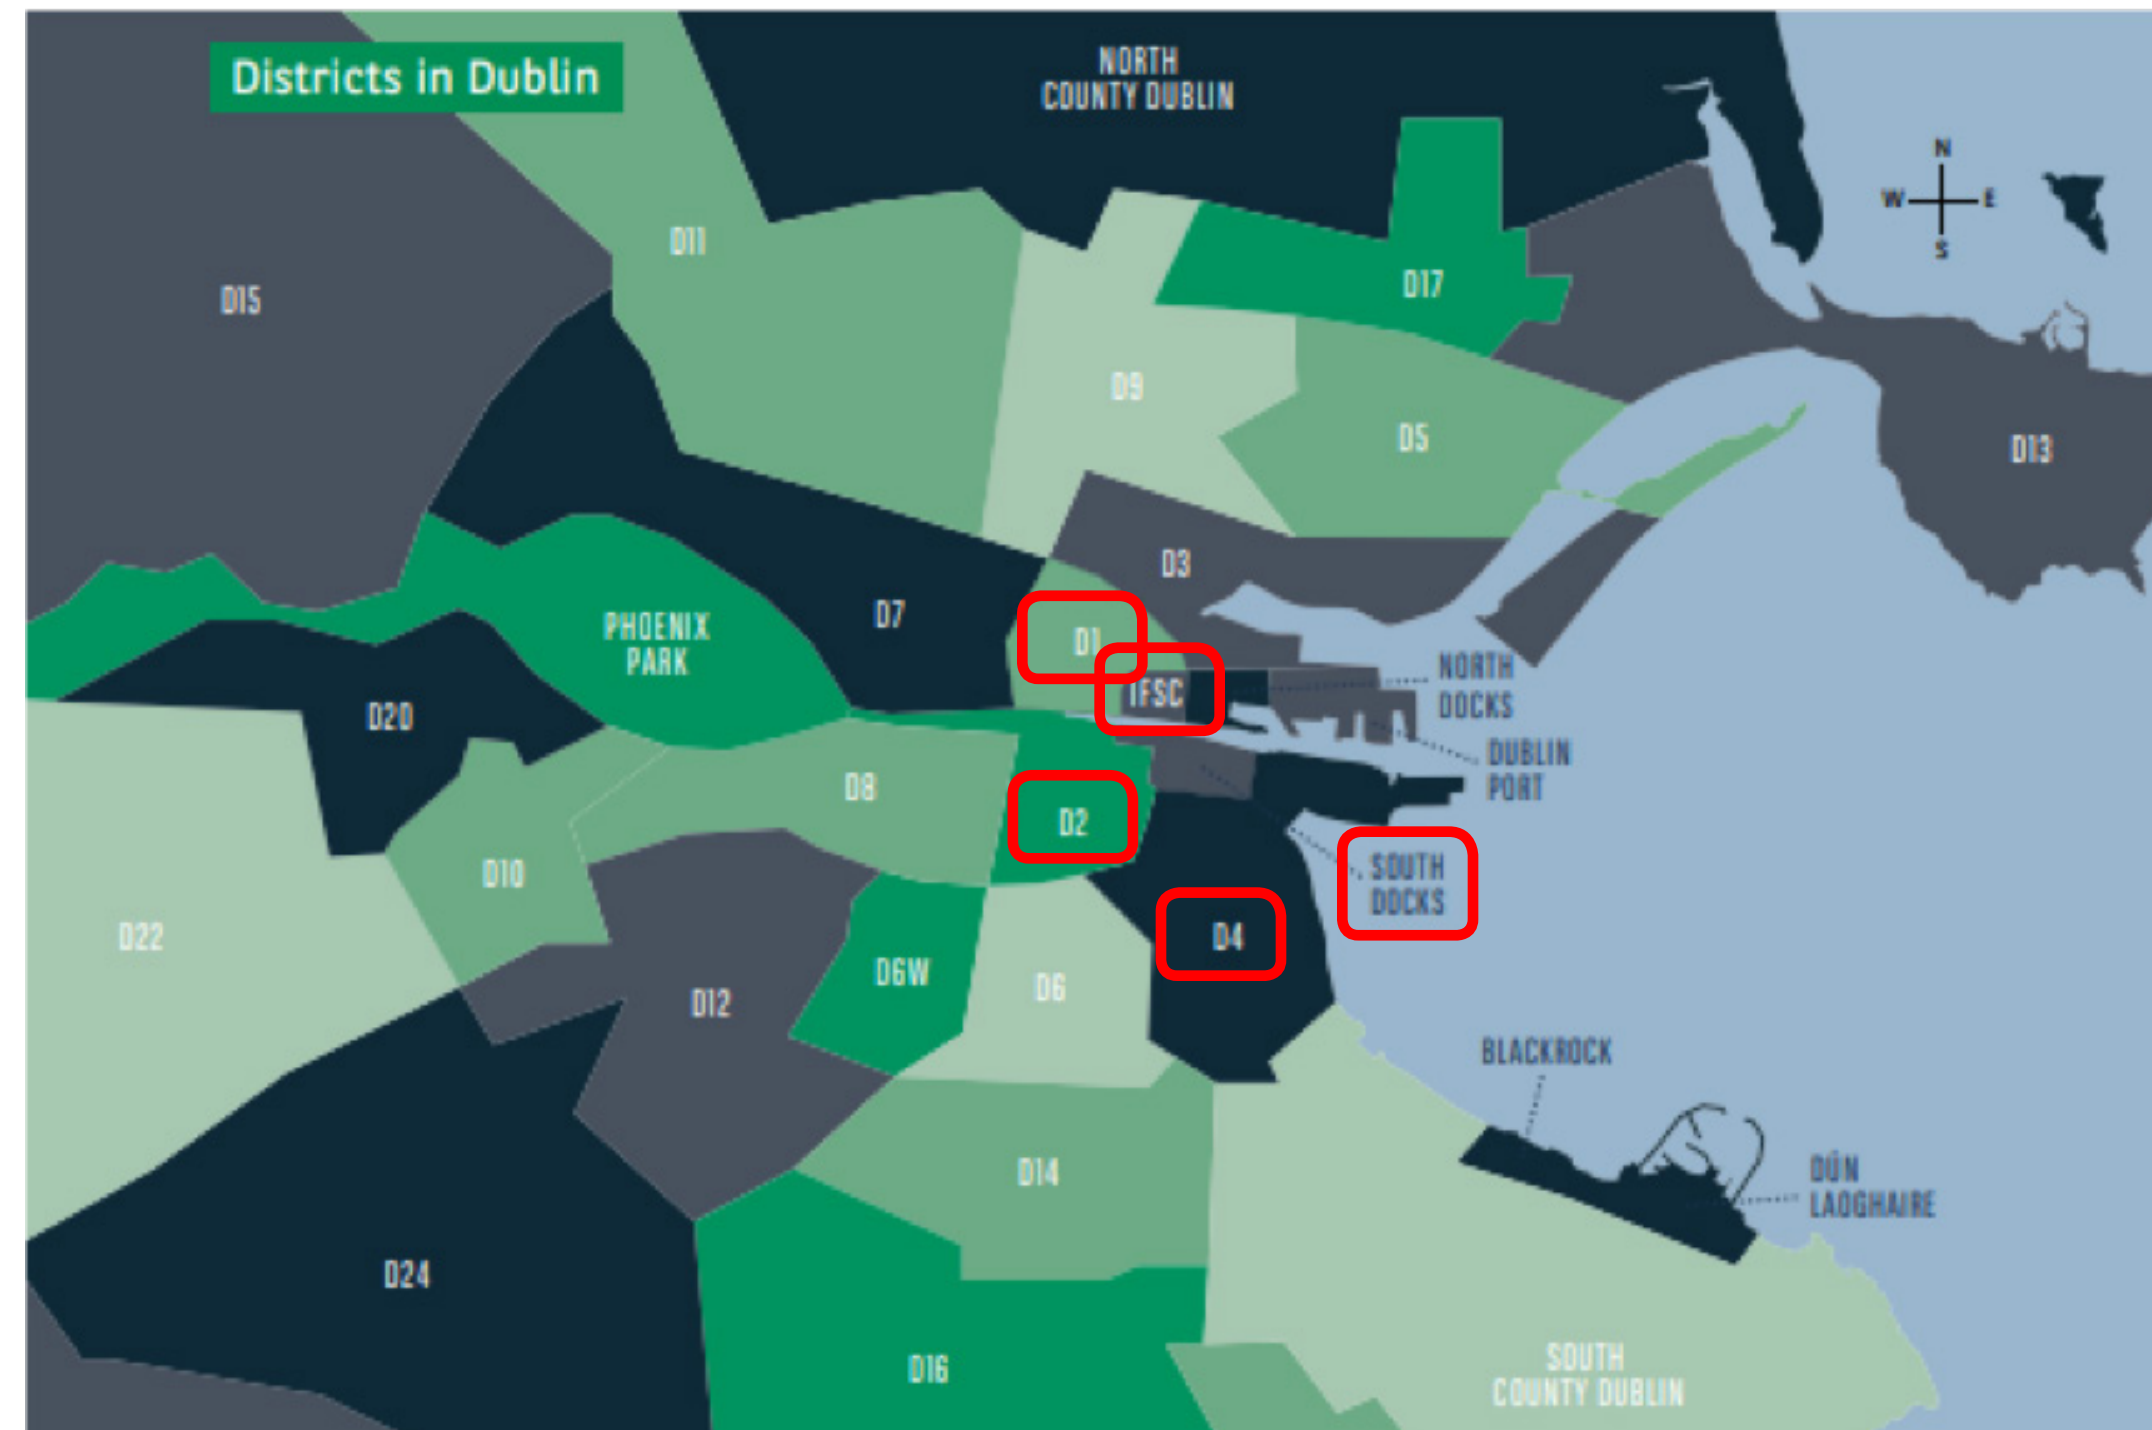 Districts in Dublin
NORTH
COUNTY DUBLIN
N
W
E
S
D11
D17
D15
D9
D5
D13
D3
D7
PHOENIX
PARK
D1
IFSC
NORTH
DOCKS
D20
DUBLIN
PORT
D8
D2
SOUTH
DOCKS
D10
D22
D4
D6W
D6
D12
BLACKROCK
D14
DÚN
LAOGHAIRE
D24
D16
SOUTH
COUNTY DUBLIN